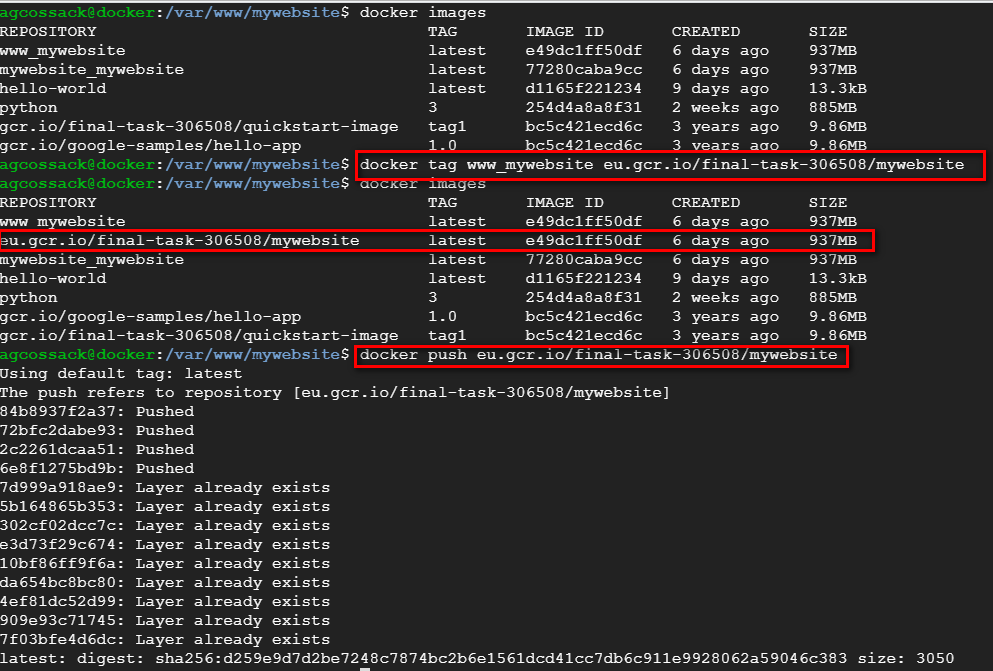 agcossack@docker:/var/www/mywebsite$ docker images
REPOSITORY TAG IMAGE ID CREATED SIZE
www_mywebsite latest e49dc1ff50df 6 days ago 937MB
mywebsite_mywebsite latest 77280caba9cc 6 days ago 937MB
hello-world latest d1165f221234 9 days ago 13.3kB
python 3 254d4a8a8f31 2 weeks ago 885MB
gcr.io/final-task-306508/quickstart-image tag1 bc5c421ecd6c 3 years ago 9.86MB
gcr.io/google-samples/hello-app 1.0 bc5c421ecd6c 3 years ago 9.86MB
agcossack@docker:/var/www/mywebsite$ docker tag www_mywebsite eu.gcr.io/final-task-306508/mywebsite
agcossack@docker:/var/www/mywebsite$ docker images
REPOSITORY TAG IMAGE ID CREATED SIZE
www_mywebsite latest e49dc1ff50df 6 days ago 937MB
eu.gcr.io/final-task-306508/mywebsite latest e49dc1ff50df 6 days ago 937MB
mywebsite_mywebsite latest 77280caba9cc 6 days ago 937MB
hello-world latest d1165f221234 9 days ago 13.3kB
python 3 254d4a8a8f31 2 weeks ago 885MB
gcr.io/google-samples/hello-app 1.0 bc5c421ecd6c 3 years ago 9.86MB
gcr.io/final-task-306508/quickstart-image tag1 bc5c421ecd6c 3 years ago 9.86MB
agcossack@docker:/var/www/mywebsite$ docker push eu.gcr.io/final-task-306508/mywebsite
Using default tag: latest
The push refers to repository [eu.gcr.io/final-task-306508/mywebsite]
84b8937f2a37: Pushed
72bfc2dabe93: Pushed
2c2261dcaa51: Pushed
6e8f1275bd9b: Pushed
7d999a918ae9: Layer already exists
5b164865b353: Layer already exists
302cf02dcc7c: Layer already exists
e3d73f29c674: Layer already exists
10bf86ff9f6a: Layer already exists
da654bc8bc80: Layer already exists
4ef81dc52d99: Layer already exists
909e93c71745: Layer already exists
7f03bfe4d6dc: Layer already exists
latest: digest: sha256:d259e9d7d2be7248c7874bc2b6e1561dcd41cc7db6c911e9928062a59046c383 size: 3050